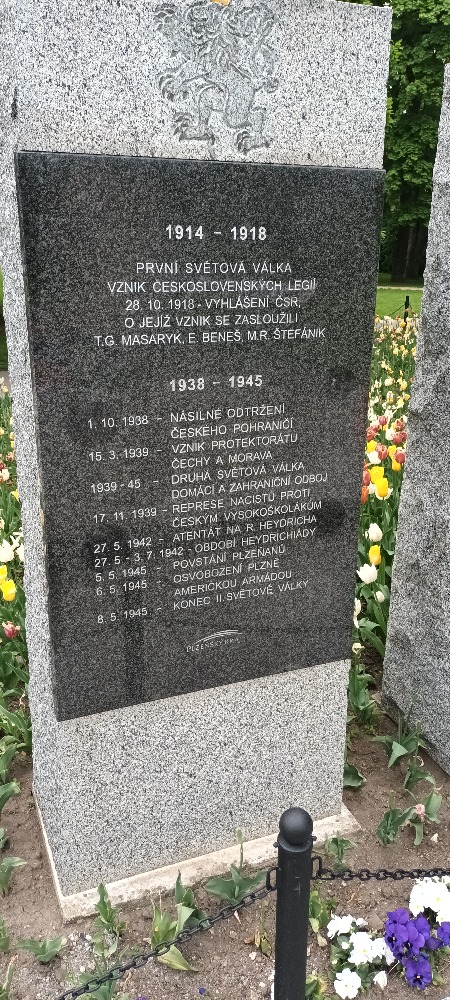 1914 - 1918
PRVNÍ SVĚTOVÁ VÁLKA
VZNIK ČESKOSLOVENSKÝCH LEGIÍ
28. 10. 1918 - VYHLÁŠENÍ ČSR,
O JEJÍŽ VZNIK SE ZASLOUŽILI
T.G. MASARYK, E. BENEŠ, M.R. ŠTEFÁNIK
1938 - 1945
1. 10. 1938 - NÁSILNÉ ODTRŽENÍ
ČESKÉHO POHRANIČÍ
15. 3. 1939 - VZNIK PROTEKTORÁTU
ČECHY A MORAVA
1939 - 45 - DRUHÁ SVĚTOVÁ VÁLKA
DOMÁCÍ A ZAHRANIČNÍ ODBOJ
17. 11. 1939 - REPRESE NACISTŮ PROTI
ČESKÝM VYSOKOŠKOLÁKŮM
27. 5. 1942 - ATENTÁT NA R. HEYDRICHA
27. 5 - 3. 7. 1942 - OBDOBÍ HEYDRICHIÁDY
5. 5. 1945 - POVSTÁNÍ PLZEŇANŮ
6. 5. 1945 - OSVOBOZENÍ PLZNĚ
AMERICKOU ARMÁDOU
8. 5. 1945 - KONEC II. SVĚTOVÉ VÁLKY
PLZEŇSKÝ KRAJ